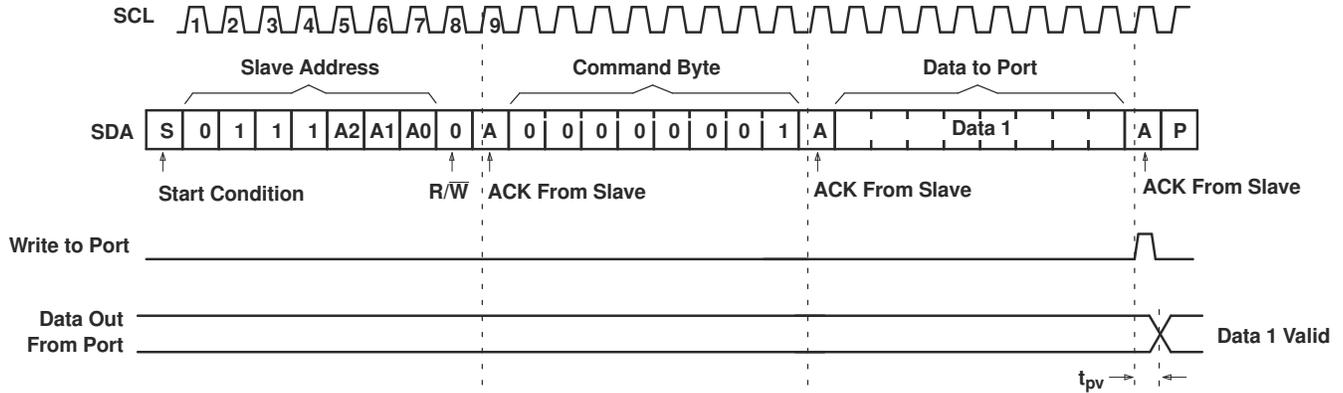 SCL
1 2 3 4 5 6 7 8 9
Slave Address Command Byte Data to Port
SDA S 0 1 1 1 A2 A1 A0 0 A 0 0 0 0 0 0 0 1 A Data 1 A P
Start Condition R/W̅ ACK From Slave ACK From Slave ACK From Slave
Write to Port
Data Out
From Port
Data 1 Valid
tpv